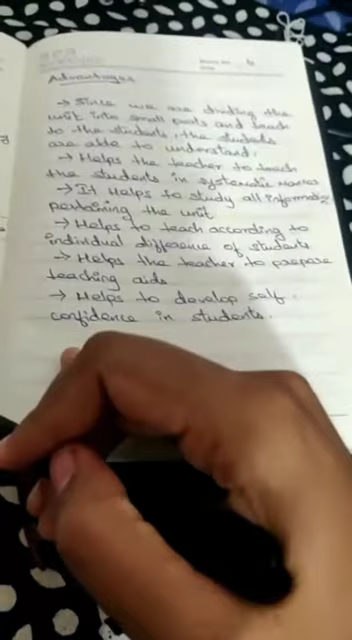 Advantages
→ Since we are dividing the
unit into small parts and teach
to the students, the students
are able to understand.
→ Helps the teacher to teach
the students in systematic manner
→ It Helps to study all information
pertaining the unit
→ Helps to teach according to
individual difference of students
→ Helps the teacher to prepare
teaching aids
→ Helps to develop self
confidence in students.